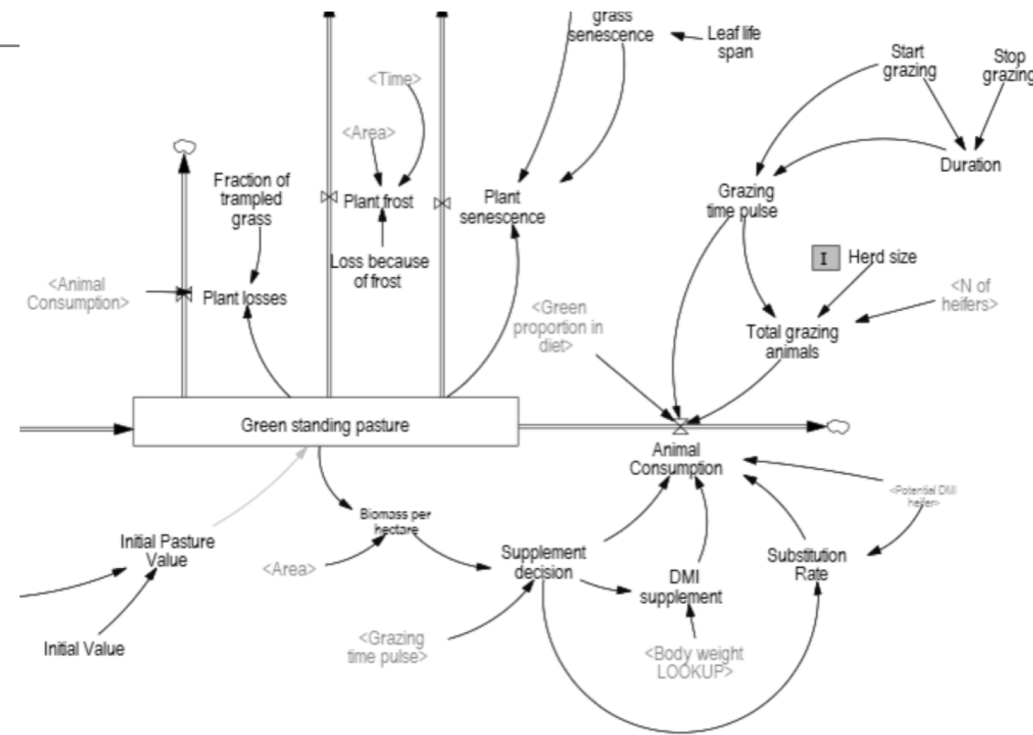 grass
senescence
Leaf life
span
Start
grazing
Stop
grazing
<Time>
<Area>
Duration
Fraction of
trampled
grass
Plant frost
Plant
senescence
Grazing
time pulse
Loss because
of frost
I
Herd size
<Animal
Consumption>
Plant losses
<N of
heifers>
<Green
proportion in
diet>
Total grazing
animals
Green standing pasture
Animal
Consumption
<Potential DMI
heifer>
Biomass per
hectare
Initial Pasture
Value
<Area>
Supplement
decision
DMI
supplement
Substitution
Rate
Initial Value
<Grazing
time pulse>
<Body weight
LOOKUP>